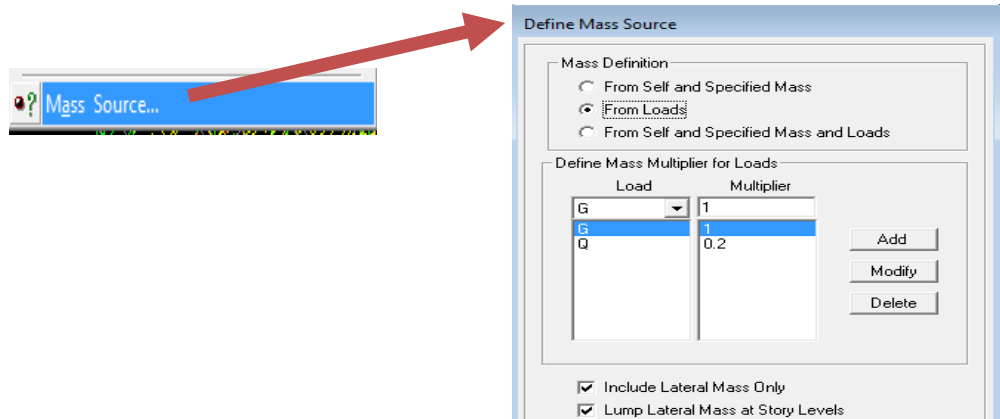 Mass Source...
Define Mass Source
Mass Definition
From Self and Specified Mass
From Loads
From Self and Specified Mass and Loads
Define Mass Multiplier for Loads
Load Multiplier
G 1
G 1
Q 0.2
Add
Modify
Delete
Include Lateral Mass Only
Lump Lateral Mass at Story Levels